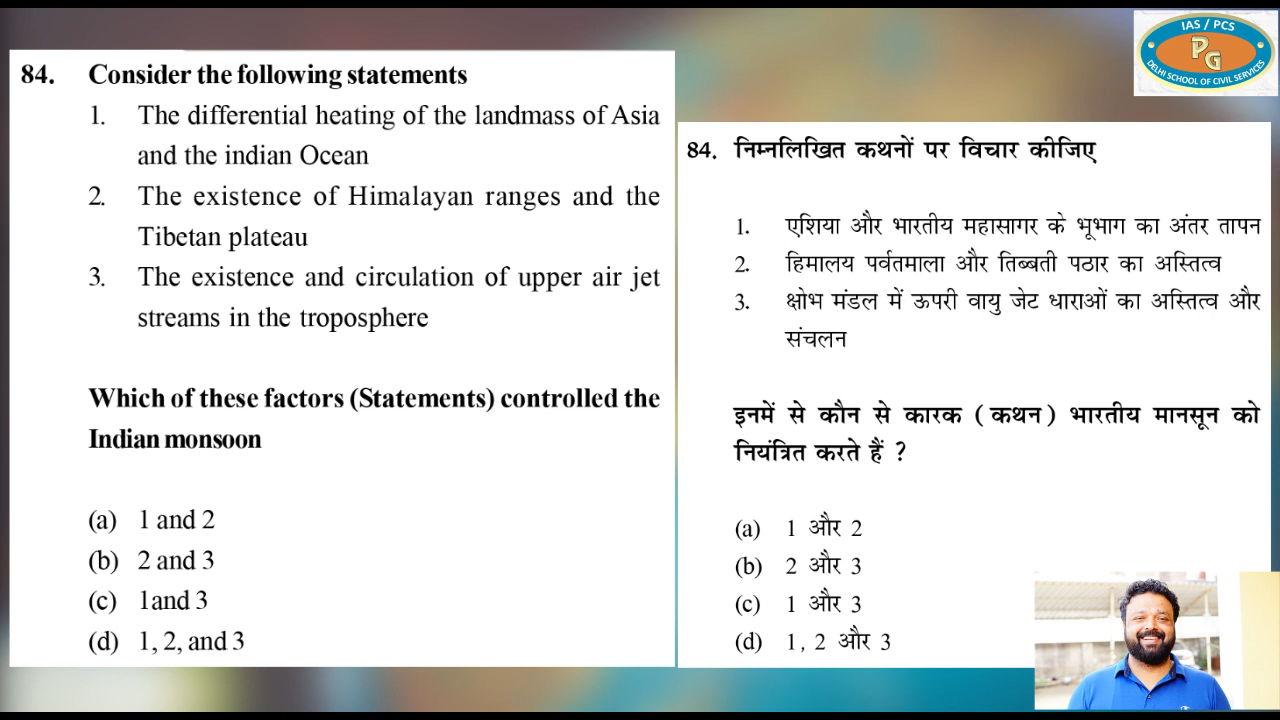 IAS / PCS
PG
DELHI SCHOOL OF CIVIL SERVICES
84. Consider the following statements
1. The differential heating of the landmass of Asia
and the indian Ocean
2. The existence of Himalayan ranges and the
Tibetan plateau
3. The existence and circulation of upper air jet
streams in the troposphere
Which of these factors (Statements) controlled the
Indian monsoon
(a) 1 and 2
(b) 2 and 3
(c) 1and 3
(d) 1, 2, and 3
84. निम्नलिखित कथनों पर विचार कीजिए
1. एशिया और भारतीय महासागर के भूभाग का अंतर तापन
2. हिमालय पर्वतमाला और तिब्बती पठार का अस्तित्व
3. क्षोभ मंडल में ऊपरी वायु जेट धाराओं का अस्तित्व और
संचलन
इनमें से कौन से कारक ( कथन ) भारतीय मानसून को
नियंत्रित करते हैं ?
(a) 1 और 2
(b) 2 और 3
(c) 1 और 3
(d) 1, 2 और 3